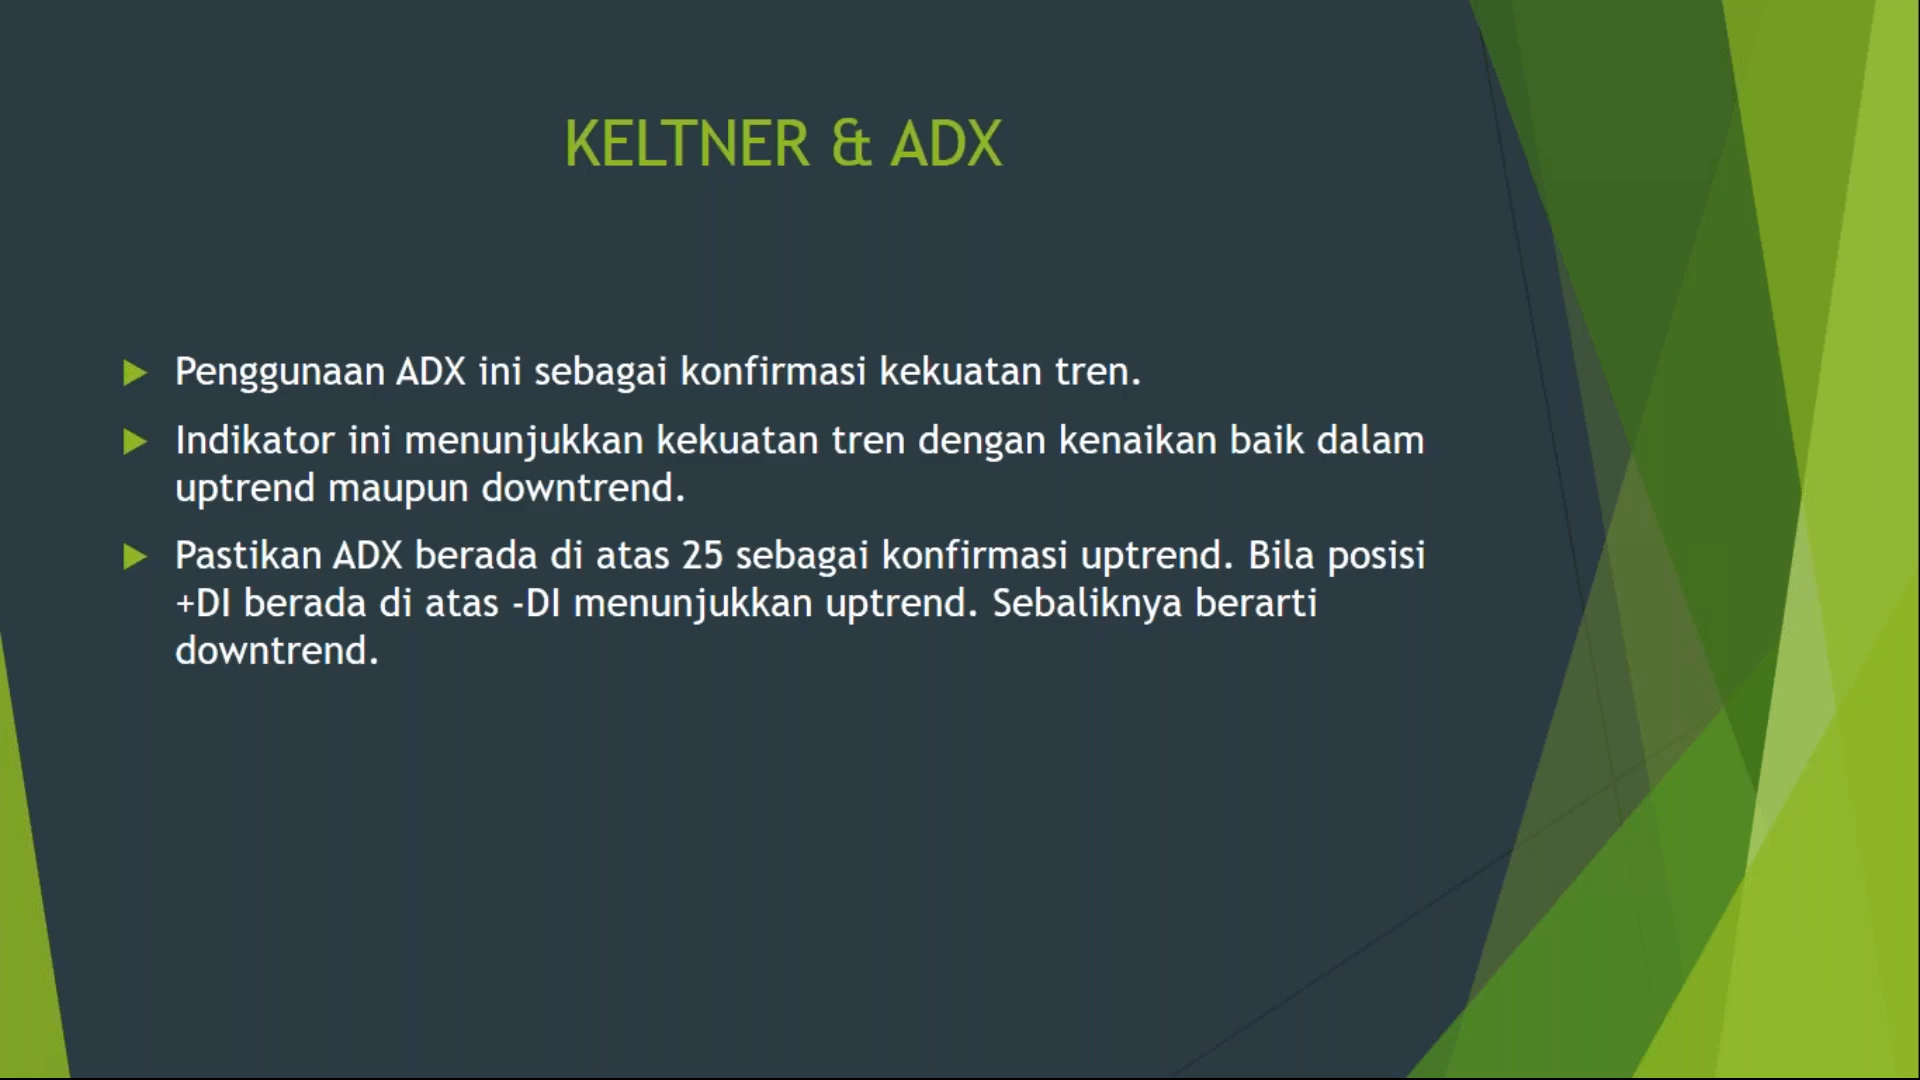 KELTNER & ADX
Penggunaan ADX ini sebagai konfirmasi kekuatan tren.
Indikator ini menunjukkan kekuatan tren dengan kenaikan baik dalam
uptrend maupun downtrend.
Pastikan ADX berada di atas 25 sebagai konfirmasi uptrend. Bila posisi
+DI berada di atas -DI menunjukkan uptrend. Sebaliknya berarti
downtrend.